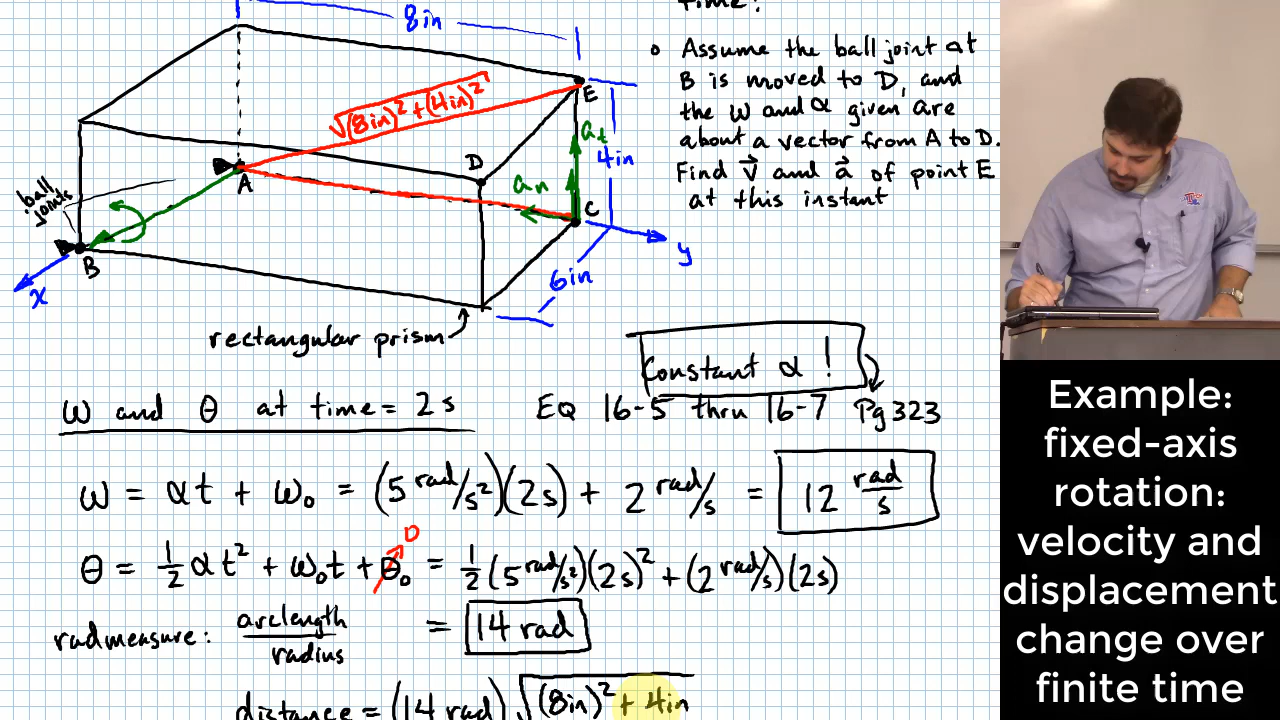 8in
time?
o Assume the ball joint at
B is moved to D, and
the ω and α given are
about a vector from A to D.
Find v⃗ and a⃗ of point E
at this instant
√(8in)² + (4in)²
E
a_t
4in
D
A
a_n
C
ball
joints
B
x
y
6in
rectangular prism
Constant α !
ω and θ at time = 2s
EQ 16-5 thru 16-7 Pg 323
ω = αt + ω₀ = (5 rad/s²)(2s) + 2 rad/s = 12 rad/s
θ = 1/2 αt² + ω₀t + θ₀ 0 = 1/2 (5 rad/s²)(2s)² + (2 rad/s)(2s)
rad measure: arclength/radius = 14 rad
distance = (14 rad) √(8in)² + 4in
Example:
fixed-axis
rotation:
velocity and
displacement
change over
finite time